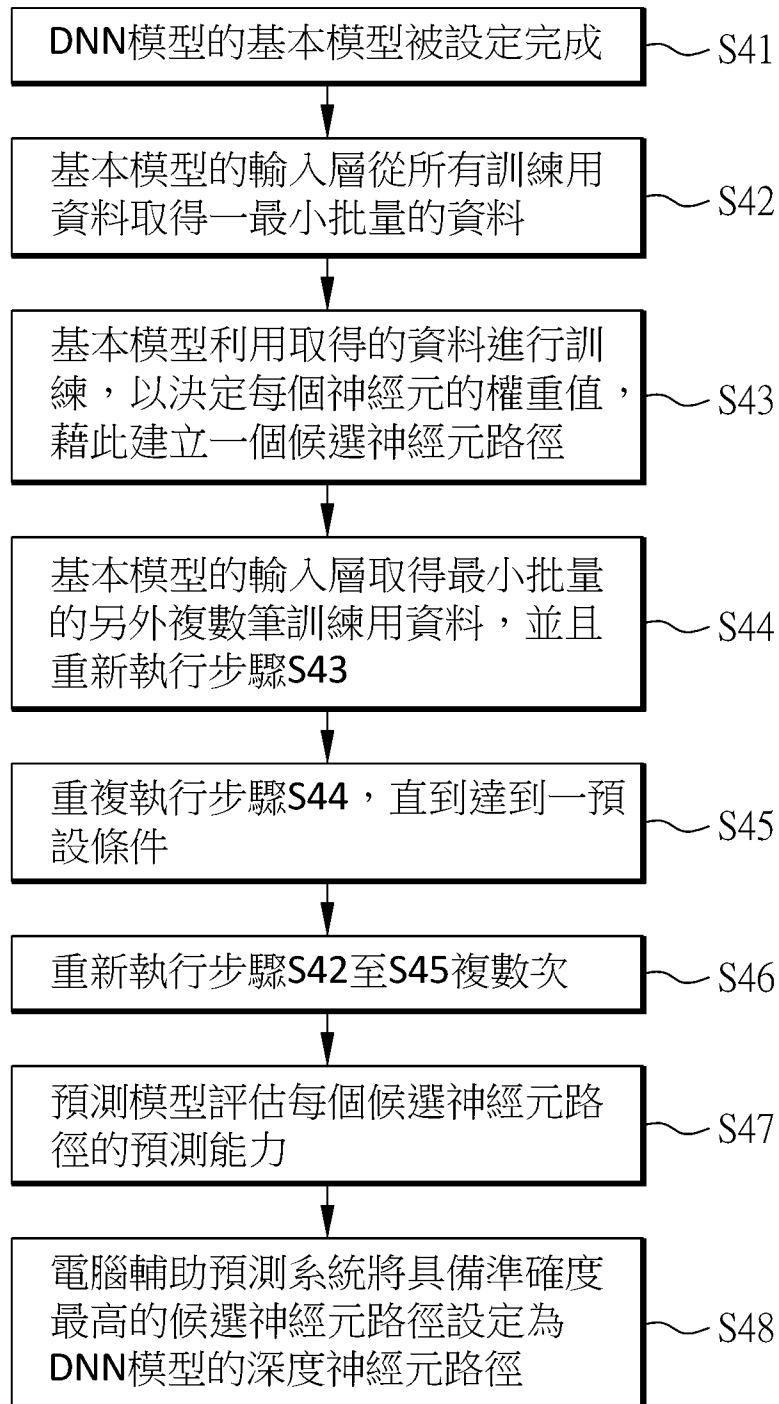 DNN模型的基本模型被設定完成
S41
基本模型的輸入層從所有訓練用
資料取得一最小批量的資料
S42
基本模型利用取得的資料進行訓
練，以決定每個神經元的權重值，
藉此建立一個候選神經元路徑
S43
基本模型的輸入層取得最小批量
的另外複數筆訓練用資料，並且
重新執行步驟S43
S44
重複執行步驟S44，直到達到一預
設條件
S45
重新執行步驟S42至S45複數次
S46
預測模型評估每個候選神經元路
徑的預測能力
S47
電腦輔助預測系統將具備準確度
最高的候選神經元路徑設定為
DNN模型的深度神經元路徑
S48